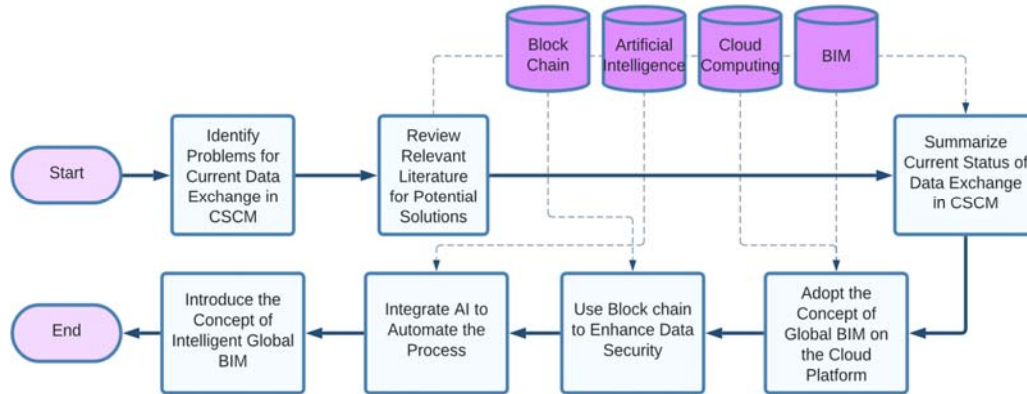 Block
Chain
Artificial
Intelligence
Cloud
Computing
BIM
Start
Identify
Problems for
Current Data
Exchange in
CSCM
Review
Relevant
Literature
for Potential
Solutions
Summarize
Current Status of
Data Exchange
in CSCM
End
Introduce the
Concept of
Intelligent Global
BIM
Integrate AI to
Automate the
Process
Use Block chain
to Enhance Data
Security
Adopt the
Concept of
Global BIM on
the Cloud
Platform